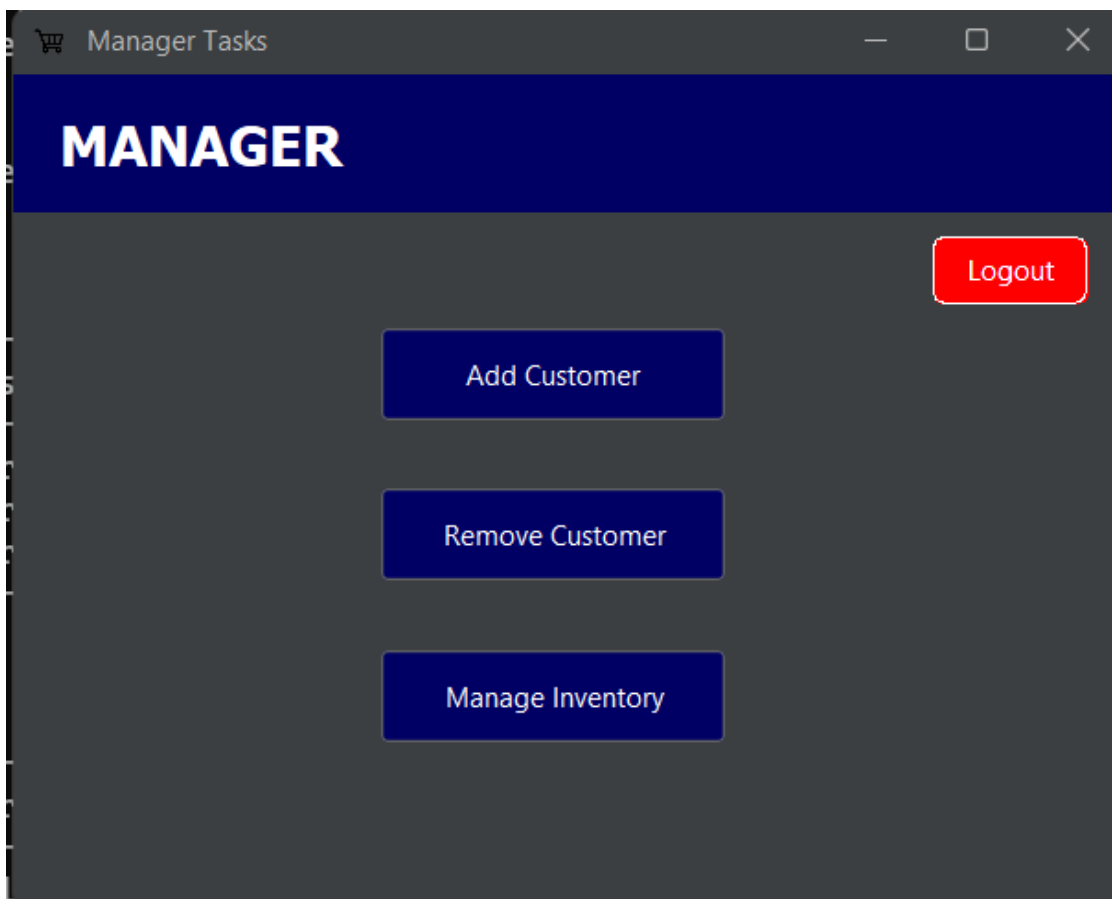 Manager Tasks
MANAGER
Logout
Add Customer
Remove Customer
Manage Inventory